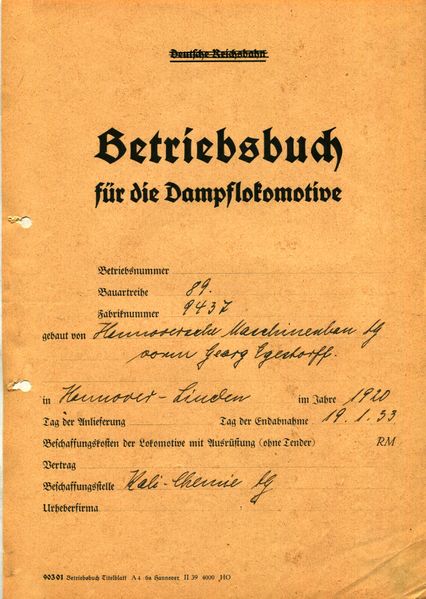 Deutsche Reichsbahn
Betriebsbuch
für die Dampflokomotive
Betriebsnummer
Bauartreihe 89.
Fabriknummer 9437
gebaut von Hannoversche Maschinenbau AG
vorm Georg Egestorff.
in Hannover-Linden im Jahre 1920
Tag der Anlieferung Tag der Endabnahme 19.1.33
Beschaffungskosten der Lokomotive mit Ausrüstung (ohne Tender) RM
Vertrag
Beschaffungsstelle Kali-Chemie AG
Urheberfirma
903 01 Betriebsbuch Titelblatt A 4 6a Hannover II 39 4000 HO